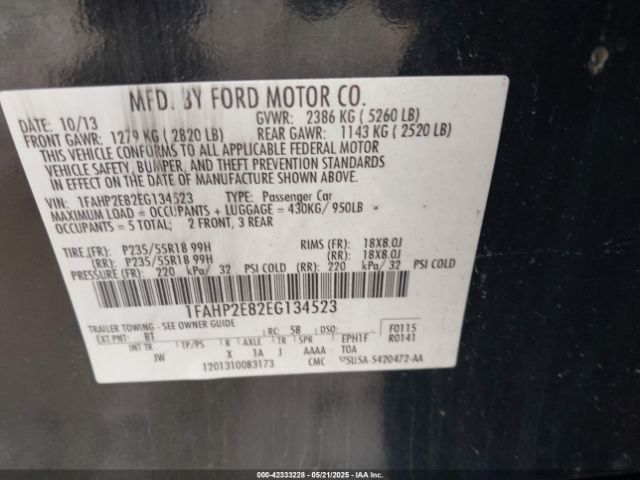 MFD. BY FORD MOTOR CO.
DATE: 10/13 GVWR: 2386 KG ( 5260 LB)
FRONT GAWR: 1279 KG ( 2820 LB) REAR GAWR: 1143 KG ( 2520 LB)
THIS VEHICLE CONFORMS TO ALL APPLICABLE FEDERAL MOTOR
VEHICLE SAFETY, BUMPER, AND THEFT PREVENTION STANDARDS
IN EFFECT ON THE DATE OF MANUFACTURE SHOWN ABOVE.
VIN: 1FAHP2E82EG134523 TYPE: Passenger Car
MAXIMUM LOAD = OCCUPANTS + LUGGAGE = 430KG/ 950LB
OCCUPANTS = 5 TOTAL; 2 FRONT, 3 REAR
TIRE (FR): P235/55R18 99H RIMS (FR): 18X8.0J
(RR): P235/55R18 99H (RR): 18X8.0J
PRESSURE (FR): 220 kPa/ 32 PSI COLD (RR): 220 kPa/ 32 PSI COLD
1FAHP2E82EG134523
TRAILER TOWING - SEE OWNER GUIDE
EXT PNT: BT RC: 58 DSO: F0115
INT TR TP/PS R AXLE TR SPR EPH1F R0141
JW X 1A J AAAA TOA
1201310083173 CMC SU5A-5420472-AA
000-42333228 - 05/21/2025 - IAA, Inc.